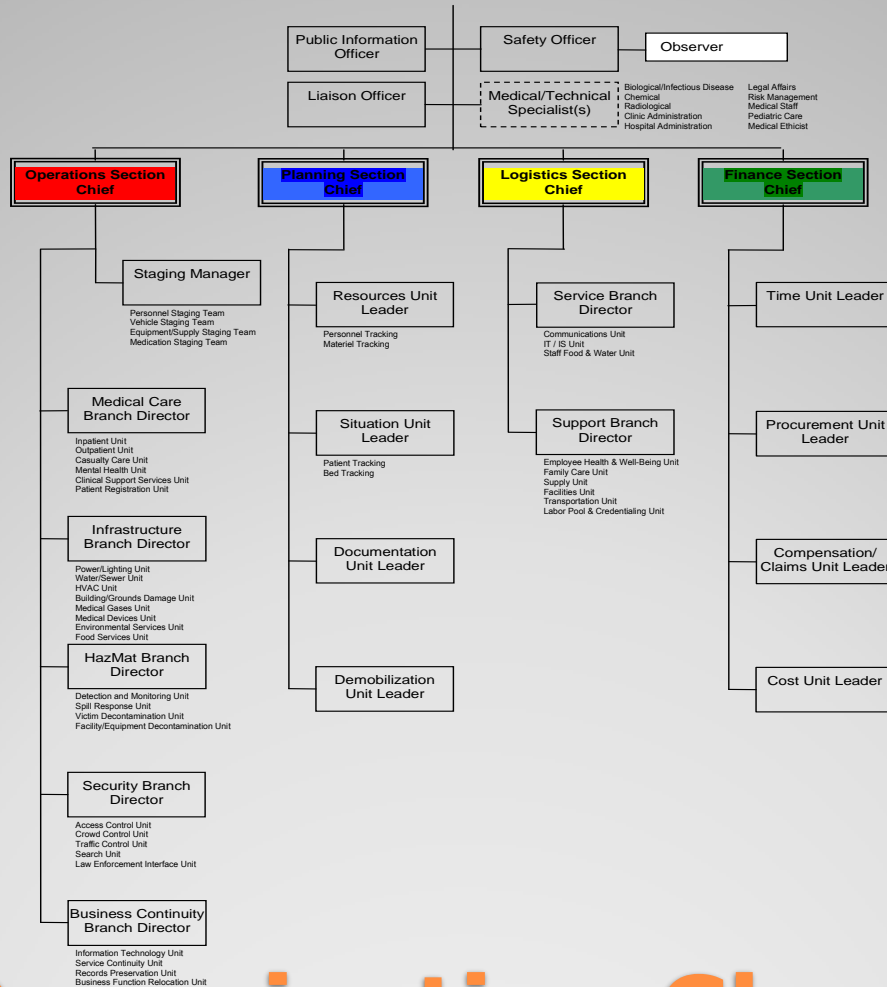 Public Information
Officer
Safety Officer
Observer
Liaison Officer
Medical/Technical
Specialist(s)
Biological/Infectious Disease
Chemical
Radiological
Clinic Administration
Hospital Administration
Legal Affairs
Risk Management
Medical Staff
Pediatric Care
Medical Ethicist
Operations Section
Chief
Planning Section
Chief
Logistics Section
Chief
Finance Section
Chief
Staging Manager
Personnel Staging Team
Vehicle Staging Team
Equipment/Supply Staging Team
Medication Staging Team
Medical Care
Branch Director
Inpatient Unit
Outpatient Unit
Casualty Care Unit
Mental Health Unit
Clinical Support Services Unit
Patient Registration Unit
Infrastructure
Branch Director
Power/Lighting Unit
Water/Sewer Unit
HVAC Unit
Building/Grounds Damage Unit
Medical Gases Unit
Medical Devices Unit
Environmental Services Unit
Food Services Unit
HazMat Branch
Director
Detection and Monitoring Unit
Spill Response Unit
Victim Decontamination Unit
Facility/Equipment Decontamination Unit
Security Branch
Director
Access Control Unit
Crowd Control Unit
Traffic Control Unit
Search Unit
Law Enforcement Interface Unit
Business Continuity
Branch Director
Information Technology Unit
Service Continuity Unit
Records Preservation Unit
Business Function Relocation Unit
Resources Unit
Leader
Personnel Tracking
Materiel Tracking
Situation Unit
Leader
Patient Tracking
Bed Tracking
Documentation
Unit Leader
Demobilization
Unit Leader
Service Branch
Director
Communications Unit
IT / IS Unit
Staff Food & Water Unit
Support Branch
Director
Employee Health & Well-Being Unit
Family Care Unit
Supply Unit
Facilities Unit
Transportation Unit
Labor Pool & Credentialing Unit
Time Unit Leader
Procurement Unit
Leader
Compensation/
Claims Unit Leader
Cost Unit Leader